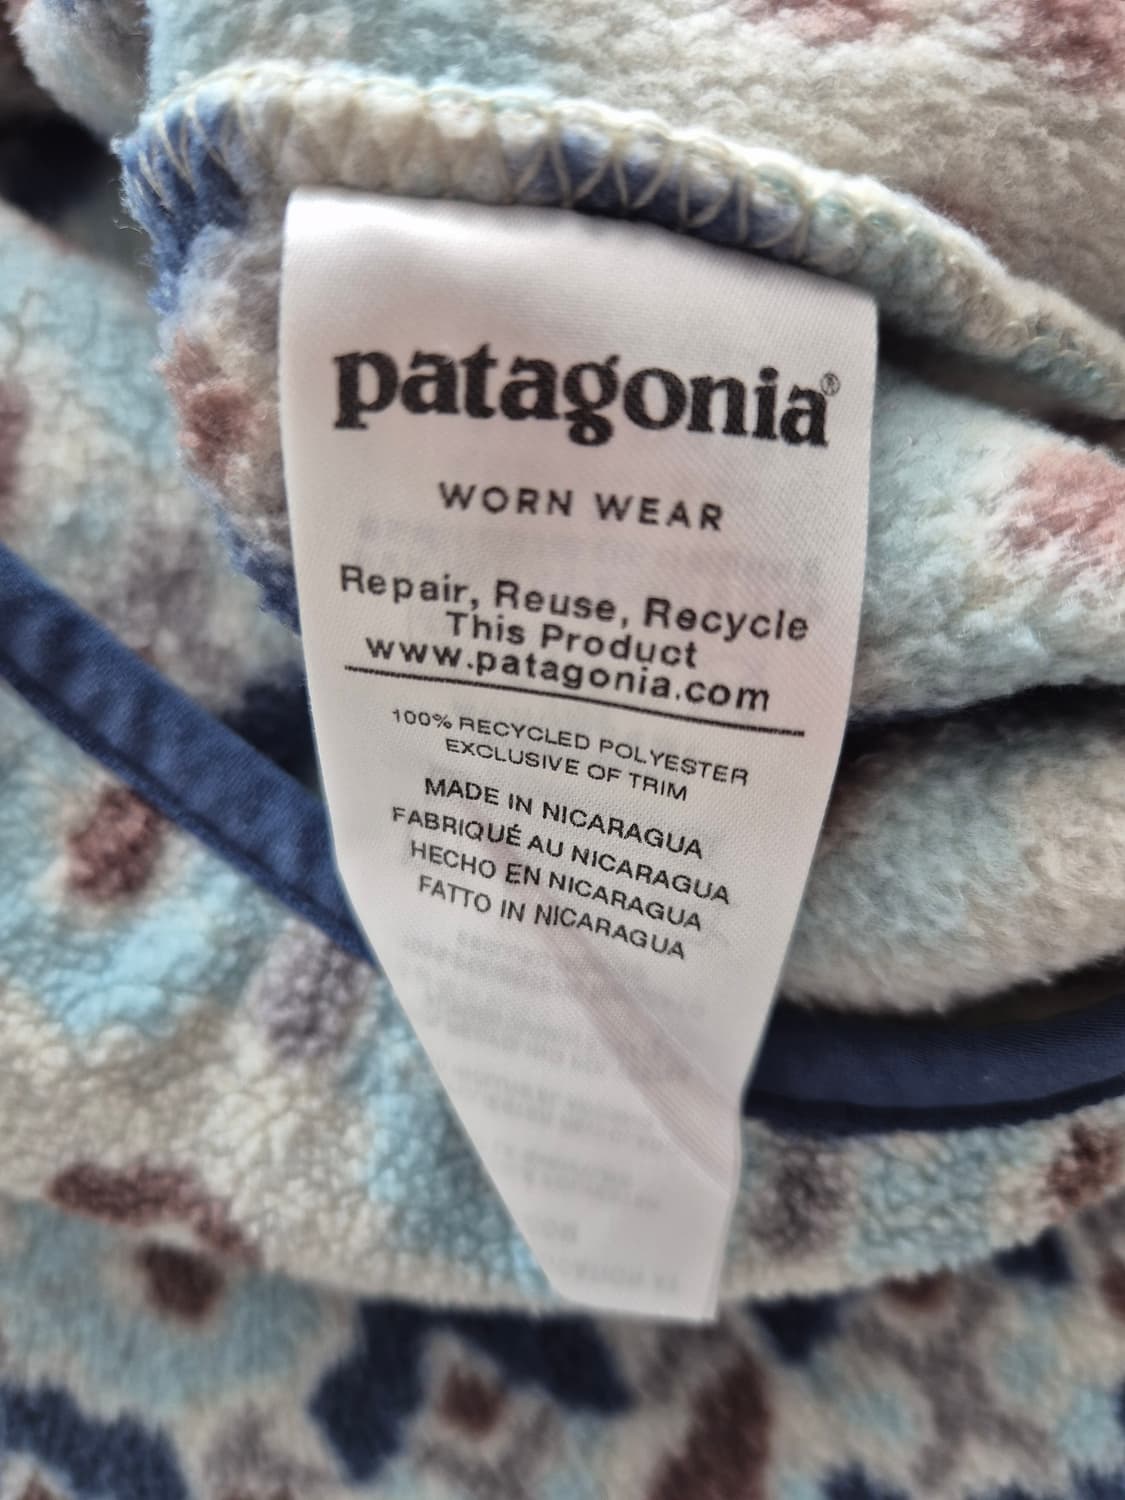 patagonia®
WORN WEAR
Repair, Reuse, Recycle
This Product
www.patagonia.com
100% RECYCLED POLYESTER
EXCLUSIVE OF TRIM
MADE IN NICARAGUA
FABRIQUÉ AU NICARAGUA
HECHO EN NICARAGUA
FATTO IN NICARAGUA